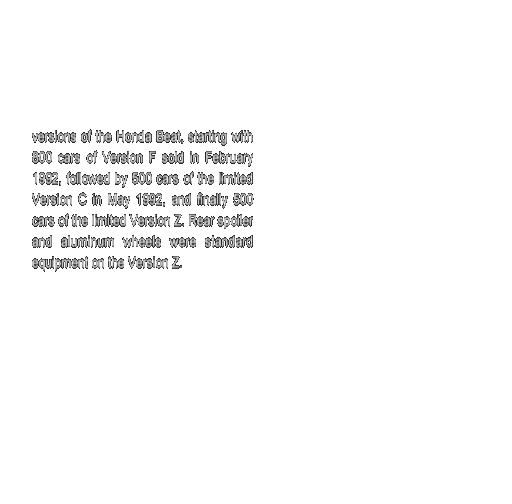 versions of the Honda Beat, starting with
800 cars of Version F sold in February
1992, followed by 500 cars of the limited
Version C in May 1992, and finally 500
cars of the limited Version Z. Rear spoiler
and aluminum wheels were standard
equipment on the Version Z.